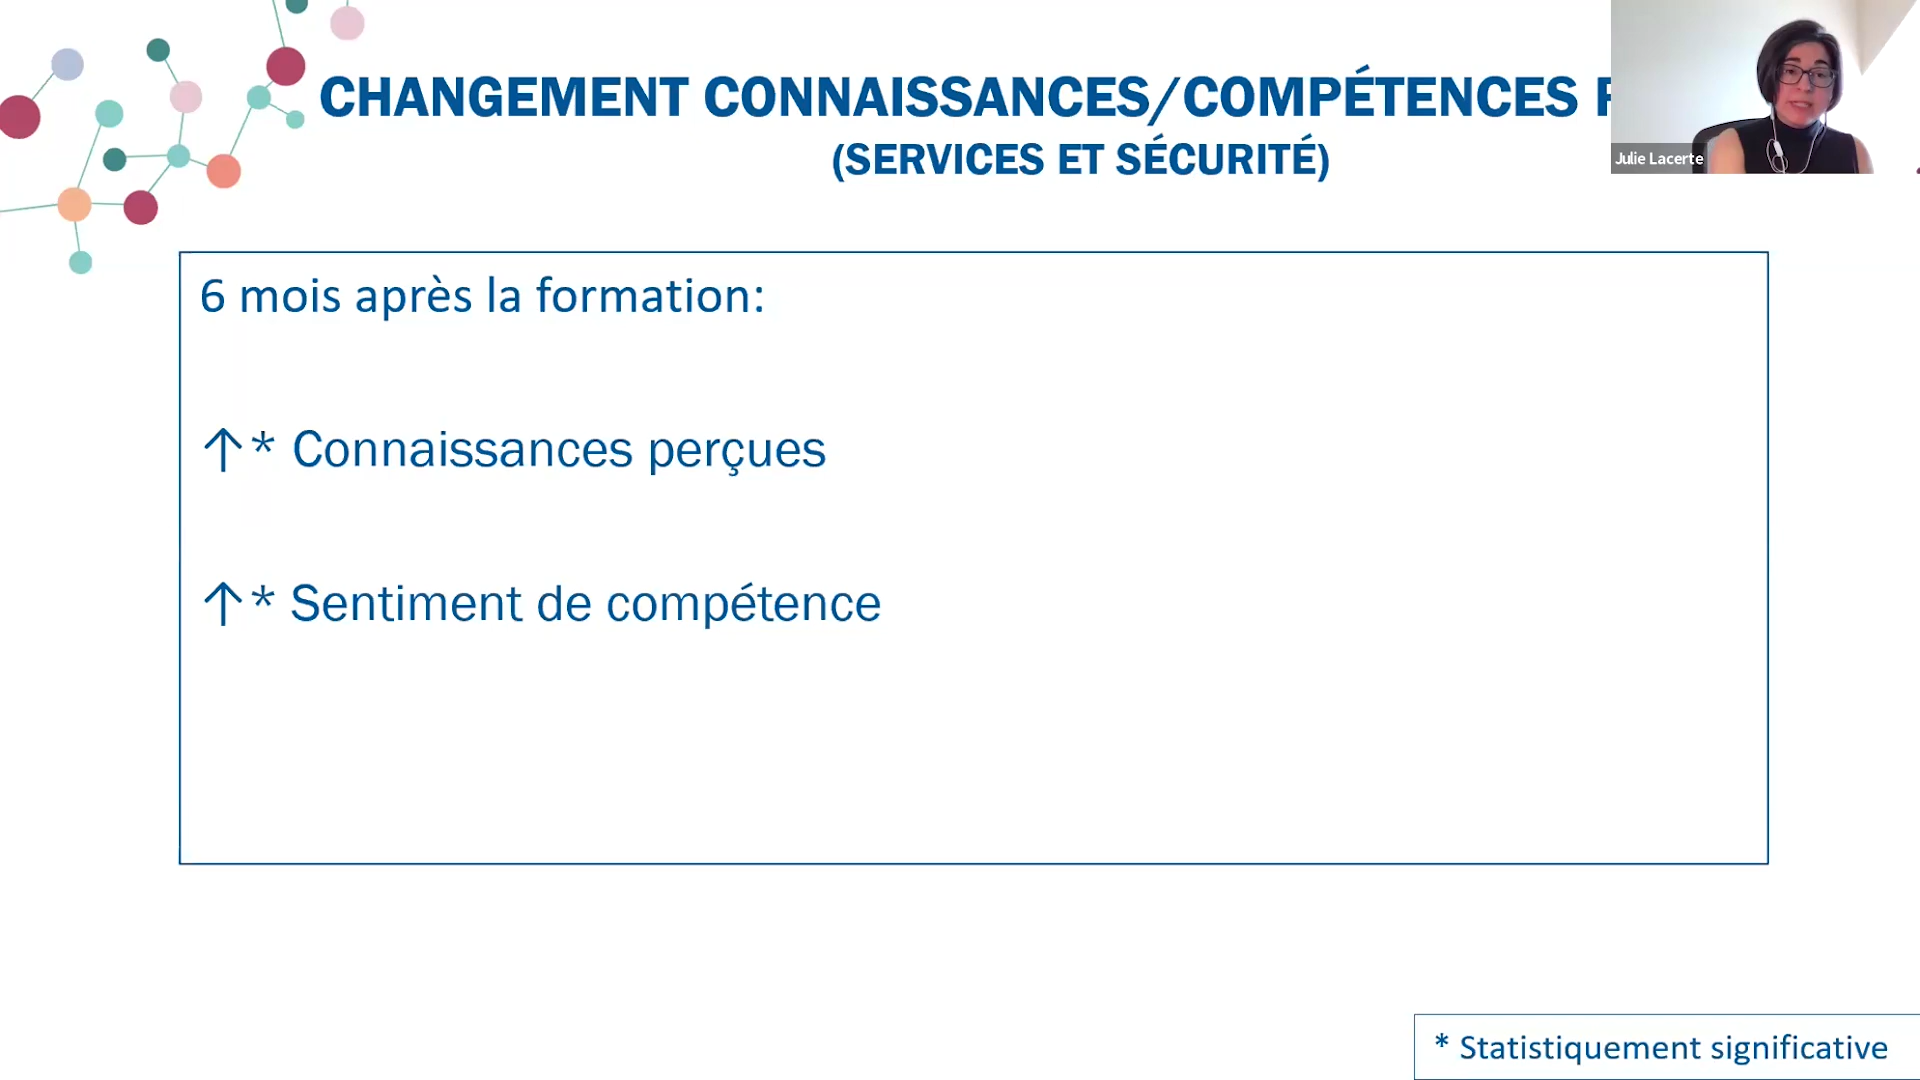 CHANGEMENT CONNAISSANCES/COMPÉTENCES
(SERVICES ET SÉCURITÉ)
Julie Lacerte
6 mois après la formation:
↑* Connaissances perçues
↑* Sentiment de compétence
* Statistiquement significative